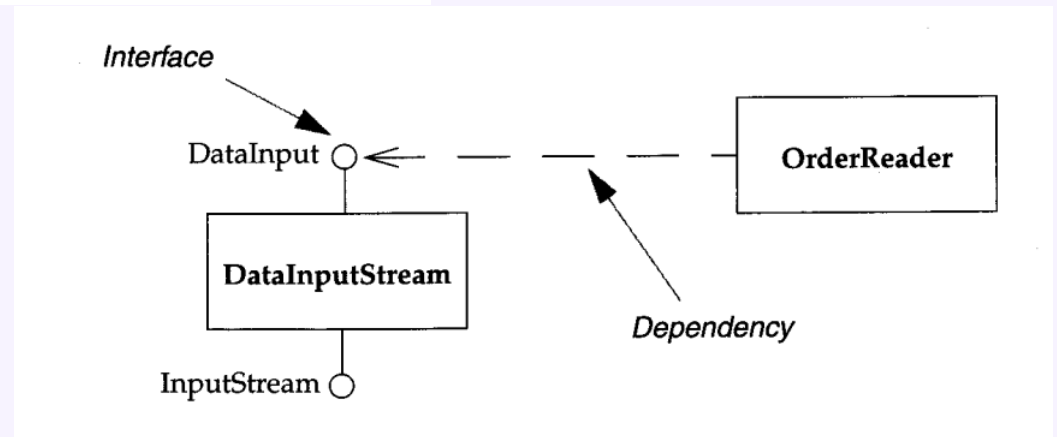 Interface
DataInput
OrderReader
DataInputStream
Dependency
InputStream